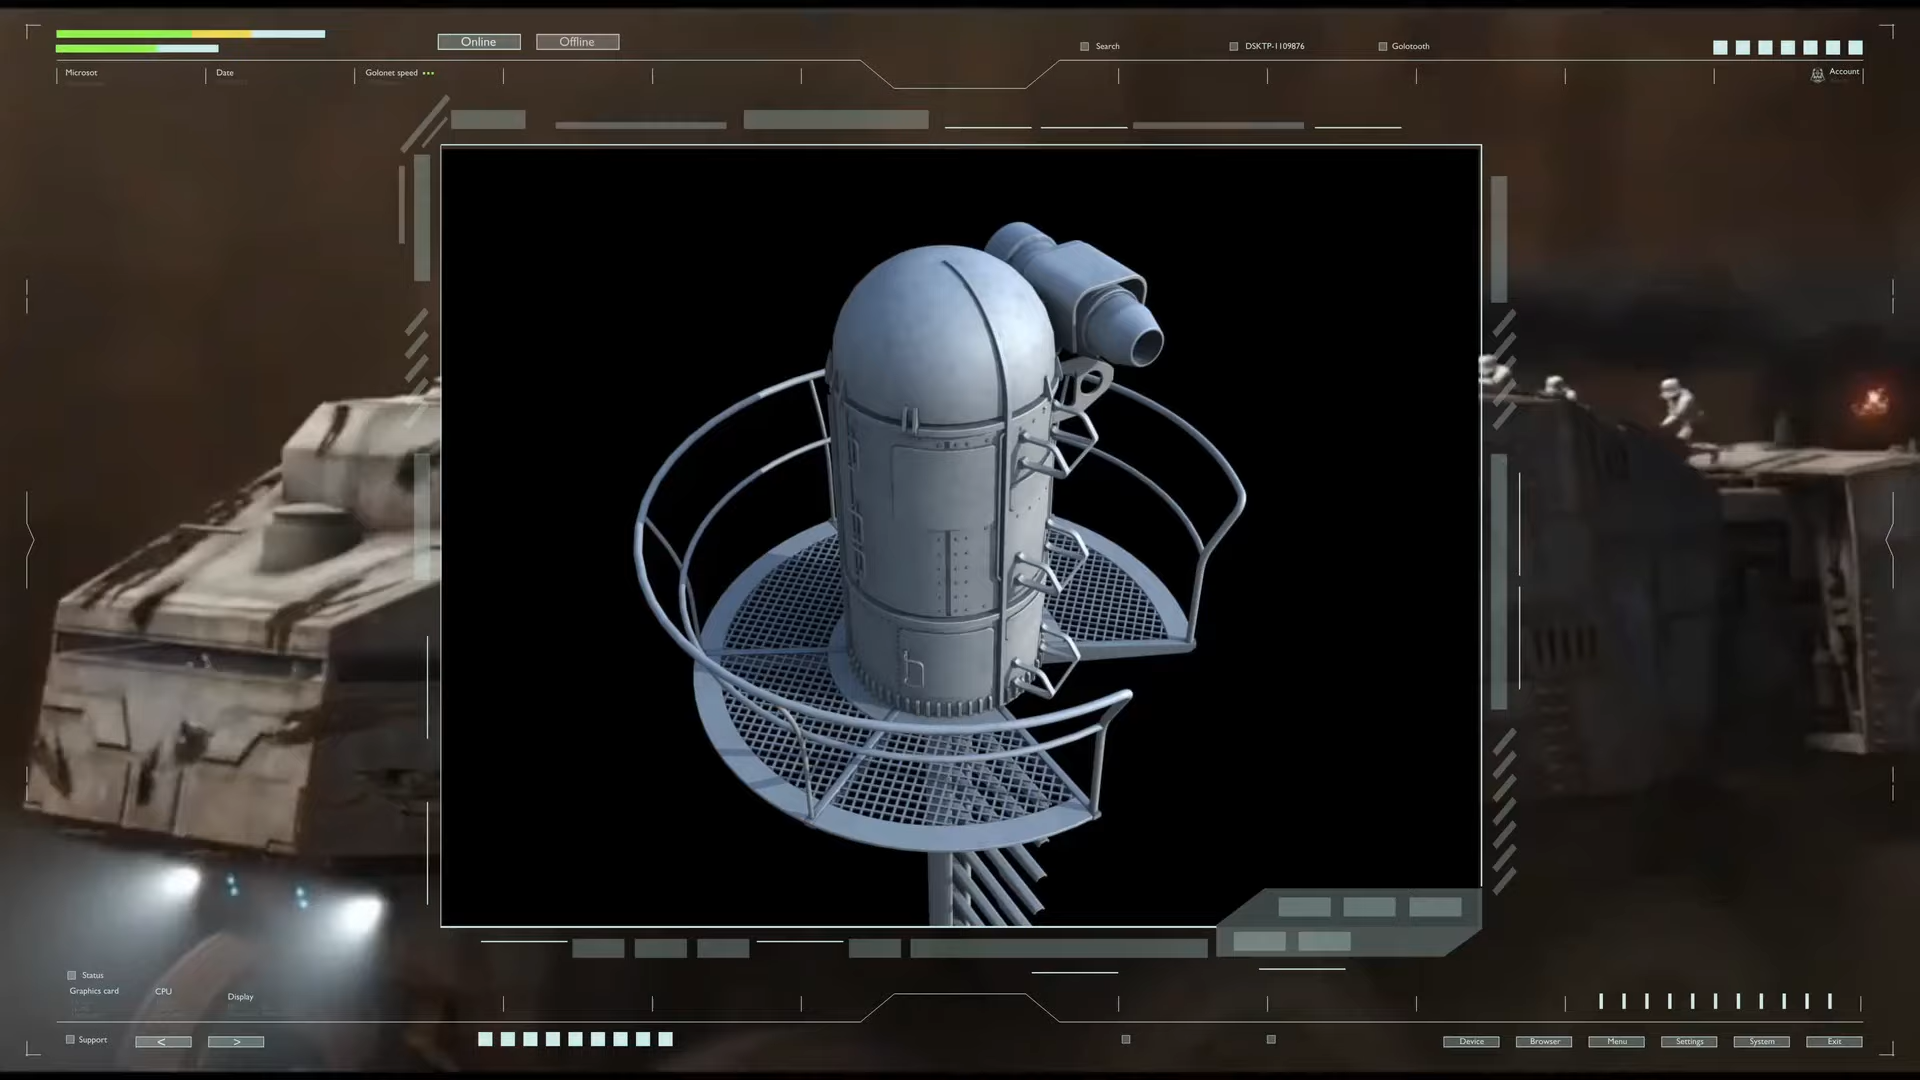 Online
Offline
Search
DSKTP-1109876
Golotooth
Microsot
Date
Golonet speed
Account
Status
Graphics card
CPU
Display
Support
<
>
Device
Browser
Menu
Settings
System
Exit